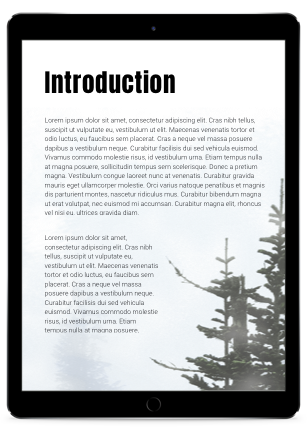 Introduction
Lorem ipsum dolor sit amet, consectetur adipiscing elit. Cras nibh tellus,
suscipit ut vulputate eu, vestibulum ut elit. Maecenas venenatis tortor et
odio luctus, eu faucibus sem placerat. Cras a neque vel massa posuere
dapibus a vestibulum neque. Curabitur facilisis dui sed vehicula euismod.
Vivamus commodo molestie risus, id vestibulum urna. Etiam tempus nulla
at magna posuere, sollicitudin tempus sem scelerisque. Donec a pretium
magna. Vestibulum congue laoreet nunc at venenatis. Curabitur gravida
mauris eget ullamcorper molestie. Orci varius natoque penatibus et magnis
dis parturient montes, nascetur ridiculus mus. Curabitur bibendum magna
ut erat volutpat, nec euismod mi accumsan. Curabitur magna elit, rhoncus
vel nisi eu, ultrices gravida diam.
Lorem ipsum dolor sit amet,
consectetur adipiscing elit. Cras nibh
tellus, suscipit ut vulputate eu,
vestibulum ut elit. Maecenas venenatis
tortor et odio luctus, eu faucibus sem
placerat. Cras a neque vel massa
posuere dapibus a vestibulum neque.
Curabitur facilisis dui sed vehicula
euismod. Vivamus commodo molestie
risus, id vestibulum urna. Etiam
tempus nulla at magna posuere,